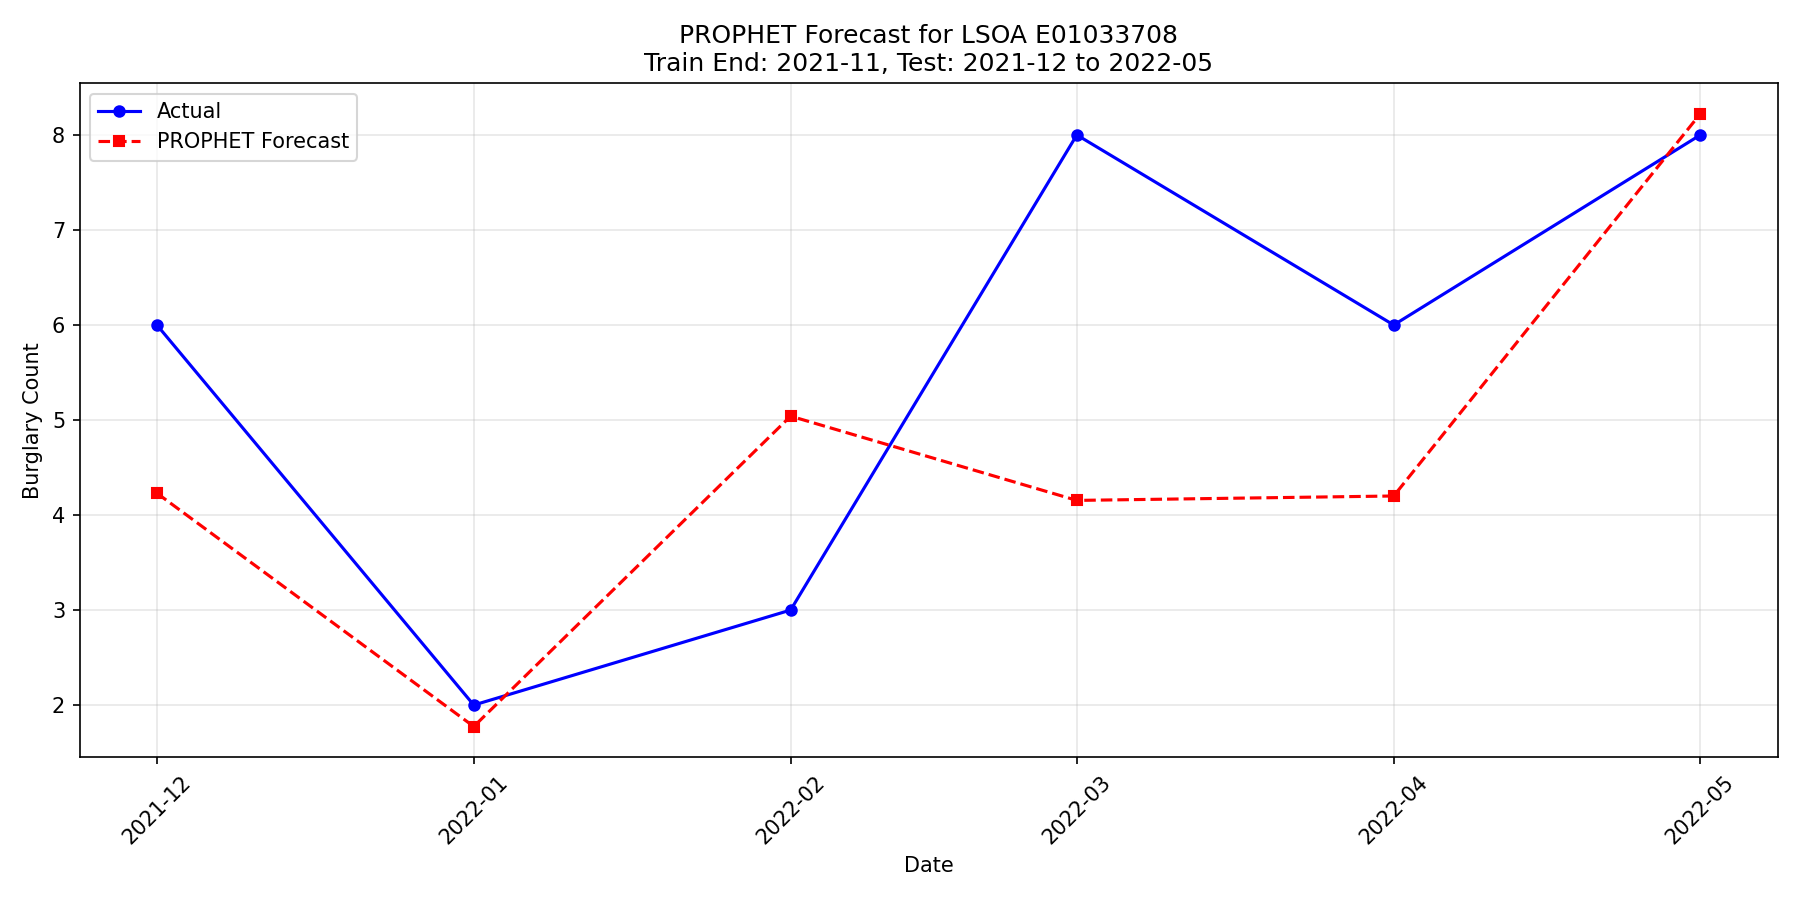 PROPHET Forecast for LSOA E01033708
Train End: 2021-11, Test: 2021-12 to 2022-05
Actual
PROPHET Forecast
8
7
6
5
4
3
2
Burglary Count
2021-12
2022-01
2022-02
2022-03
2022-04
2022-05
Date